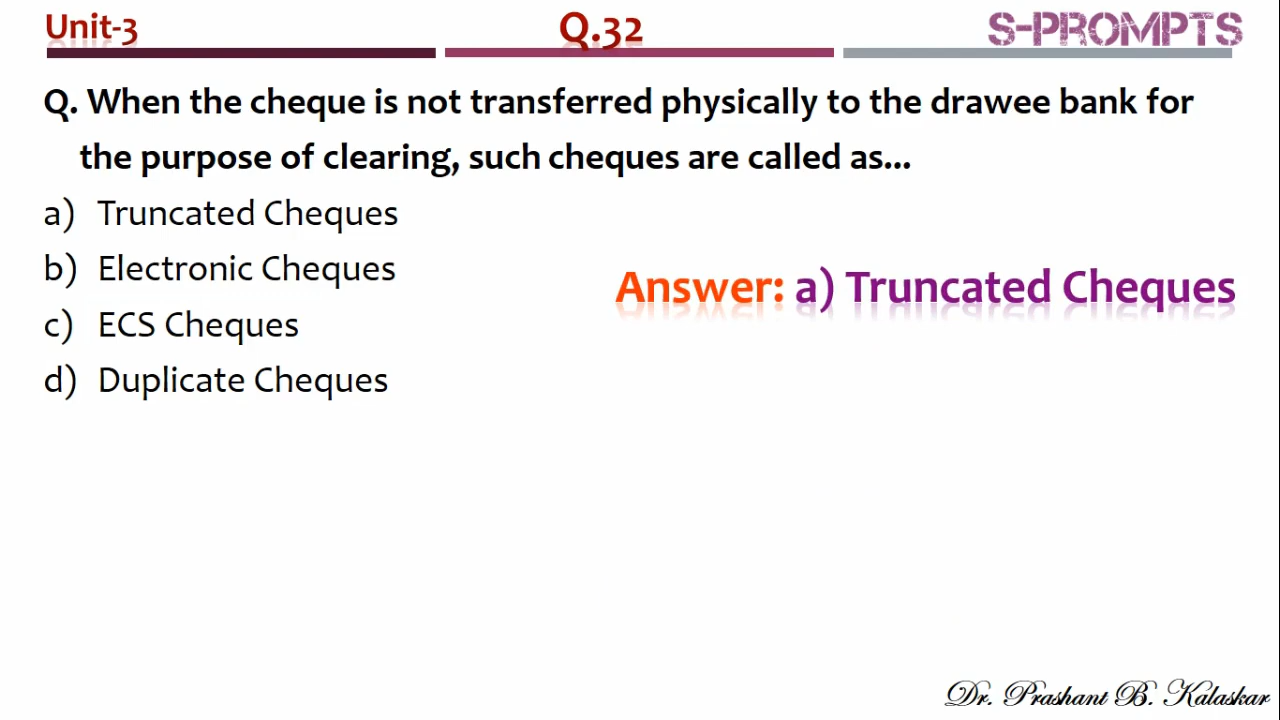 Unit-3
Q.32
S-PROMPTS
Q. When the cheque is not transferred physically to the drawee bank for
the purpose of clearing, such cheques are called as...
a) Truncated Cheques
b) Electronic Cheques
Answer: a) Truncated Cheques
c) ECS Cheques
d) Duplicate Cheques
Dr. Prashant B. Kalaskar